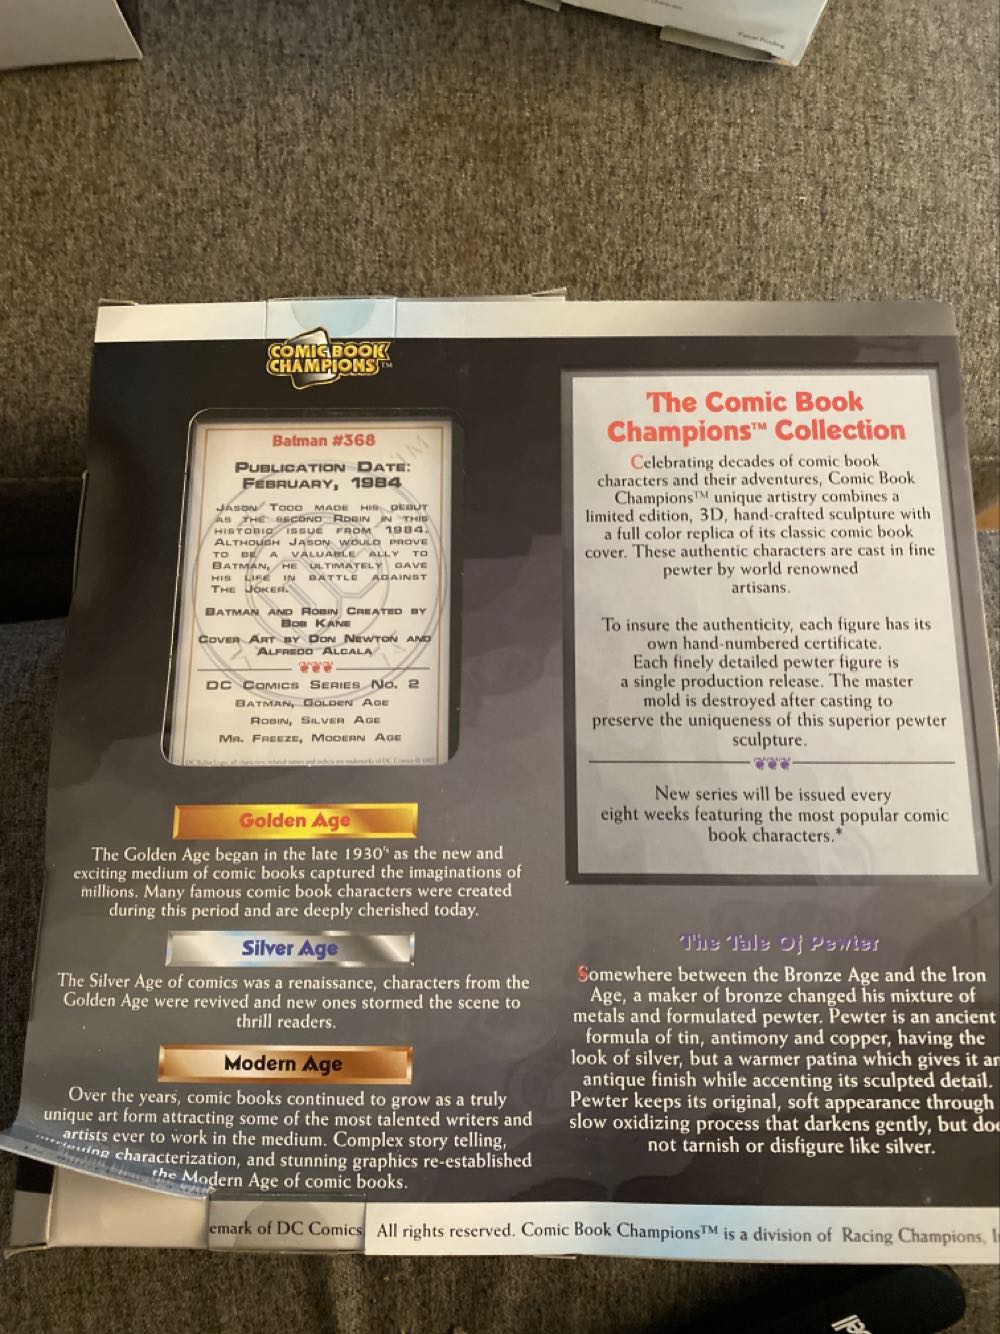 Patent Pending
COMIC BOOK
CHAMPIONS™
Batman #368
PUBLICATION DATE:
FEBRUARY, 1984
JASON TODD MADE HIS DEBUT
AS THE SECOND ROBIN IN THIS
HISTORIC ISSUE FROM 1984.
ALTHOUGH JASON WOULD PROVE
TO BE A VALUABLE ALLY TO
BATMAN, HE ULTIMATELY GAVE
HIS LIFE IN BATTLE AGAINST
THE JOKER.
BATMAN AND ROBIN CREATED BY
BOB KANE
COVER ART BY DON NEWTON AND
ALFREDO ALCALA
DC COMICS SERIES NO. 2
BATMAN, GOLDEN AGE
ROBIN, SILVER AGE
MR. FREEZE, MODERN AGE
DC Bullet Logo, all characters, related names and indicia are trademarks of DC Comics © 1997
Golden Age
The Golden Age began in the late 1930's as the new and
exciting medium of comic books captured the imaginations of
millions. Many famous comic book characters were created
during this period and are deeply cherished today.
Silver Age
The Silver Age of comics was a renaissance, characters from the
Golden Age were revived and new ones stormed the scene to
thrill readers.
Modern Age
Over the years, comic books continued to grow as a truly
unique art form attracting some of the most talented writers and
artists ever to work in the medium. Complex story telling,
characterization, and stunning graphics re-established
the Modern Age of comic books.
The Comic Book
Champions™ Collection
Celebrating decades of comic book
characters and their adventures, Comic Book
Champions™ unique artistry combines a
limited edition, 3D, hand-crafted sculpture with
a full color replica of its classic comic book
cover. These authentic characters are cast in fine
pewter by world renowned
artisans.
To insure the authenticity, each figure has its
own hand-numbered certificate.
Each finely detailed pewter figure is
a single production release. The master
mold is destroyed after casting to
preserve the uniqueness of this superior pewter
sculpture.
New series will be issued every
eight weeks featuring the most popular comic
book characters.*
The Tale Of Pewter
Somewhere between the Bronze Age and the Iron
Age, a maker of bronze changed his mixture of
metals and formulated pewter. Pewter is an ancient
formula of tin, antimony and copper, having the
look of silver, but a warmer patina which gives it an
antique finish while accenting its sculpted detail.
Pewter keeps its original, soft appearance through
slow oxidizing process that darkens gently, but doe
not tarnish or disfigure like silver.
emark of DC Comics All rights reserved. Comic Book Champions™ is a division of Racing Champions, I